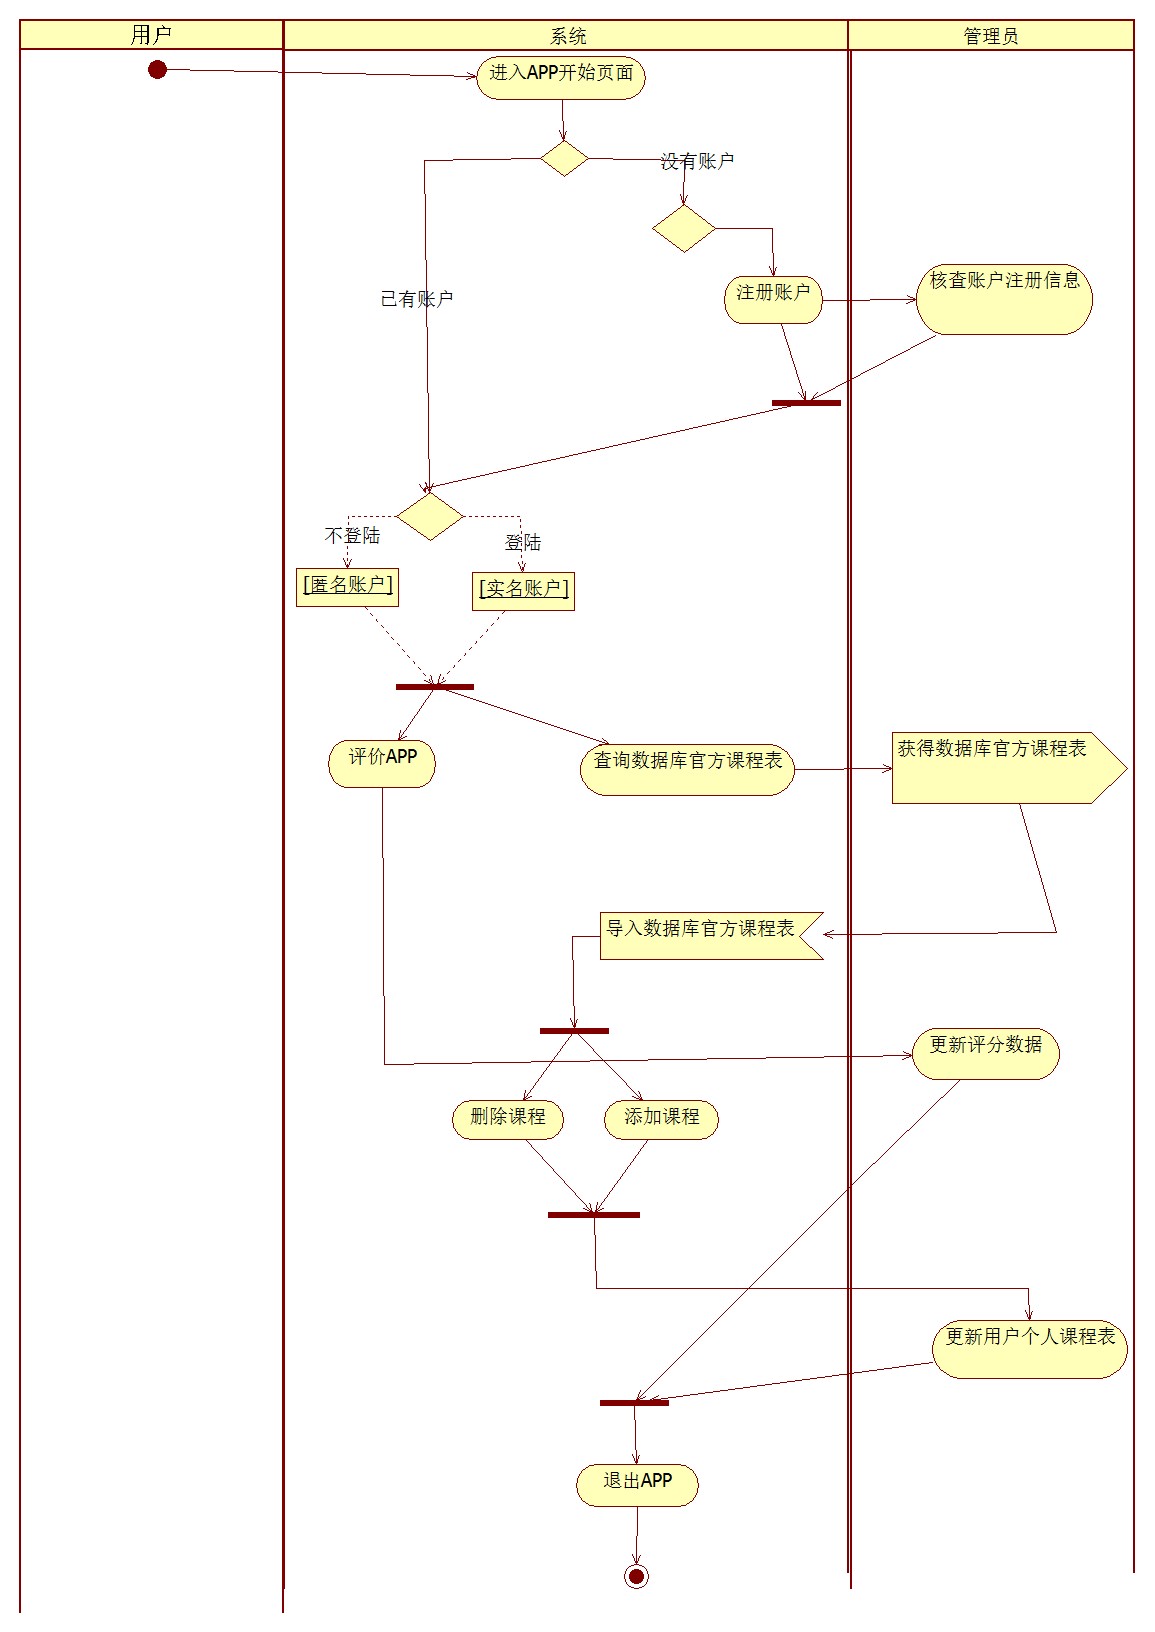 用户
系统
管理员
进入APP开始页面
没有账户
已有账户
注册账户
核查账户注册信息
不登陆
登陆
[匿名账户]
[实名账户]
评价APP
查询数据库官方课程表
获得数据库官方课程表
导入数据库官方课程表
更新评分数据
删除课程
添加课程
更新用户个人课程表
退出APP